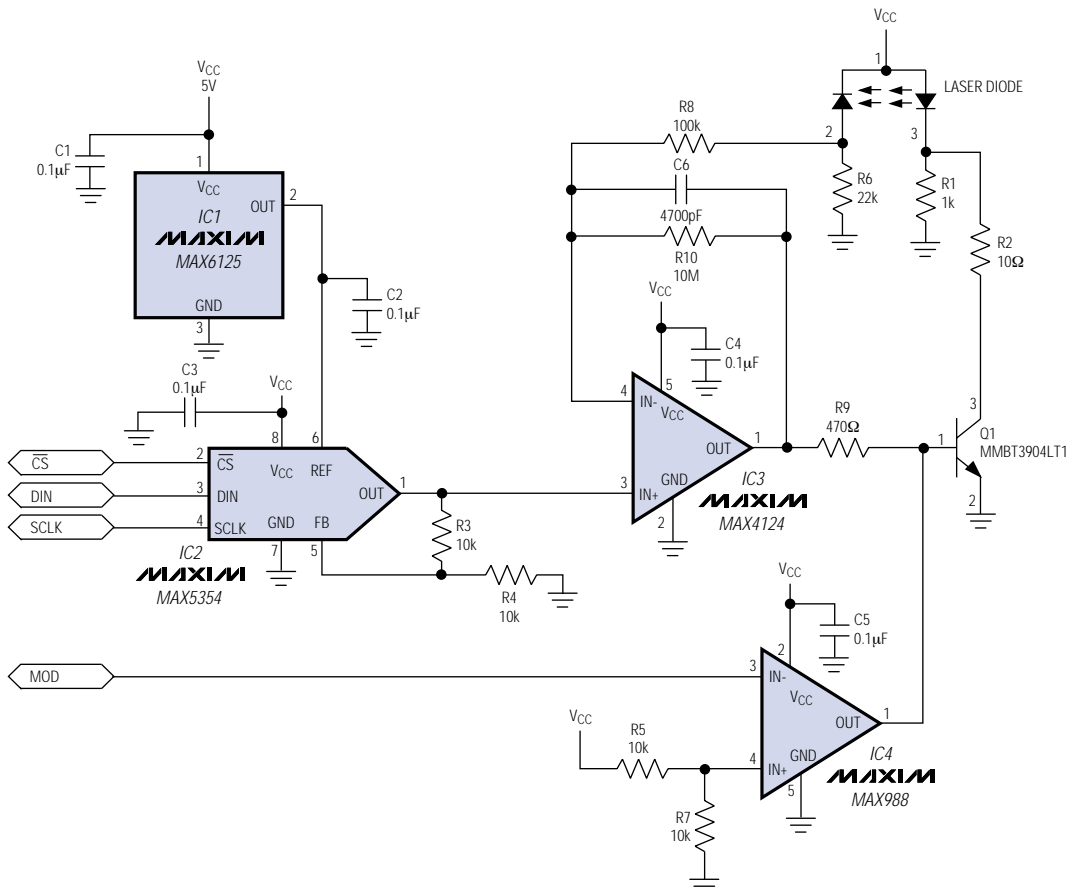 VCC
5V
C1
0.1µF
1
VCC
OUT
2
IC1
MAXIM
MAX6125
GND
3
C2
0.1µF
C3
0.1µF
VCC
8
6
CS
2
CS
VCC
REF
DIN
3
DIN
OUT
1
SCLK
4
SCLK
GND
FB
7
5
IC2
MAXIM
MAX5354
R3
10k
R4
10k
VCC
1
LASER DIODE
2
3
R8
100k
C6
4700pF
R10
10M
R6
22k
R1
1k
R2
10Ω
VCC
C4
0.1µF
4
IN-
5
VCC
OUT
1
3
IN+
GND
2
IC3
MAXIM
MAX4124
R9
470Ω
1
3
Q1
MMBT3904LT1
2
MOD
VCC
C5
0.1µF
2
3
IN-
VCC
OUT
1
4
IN+
GND
5
IC4
MAXIM
MAX988
VCC
R5
10k
R7
10k